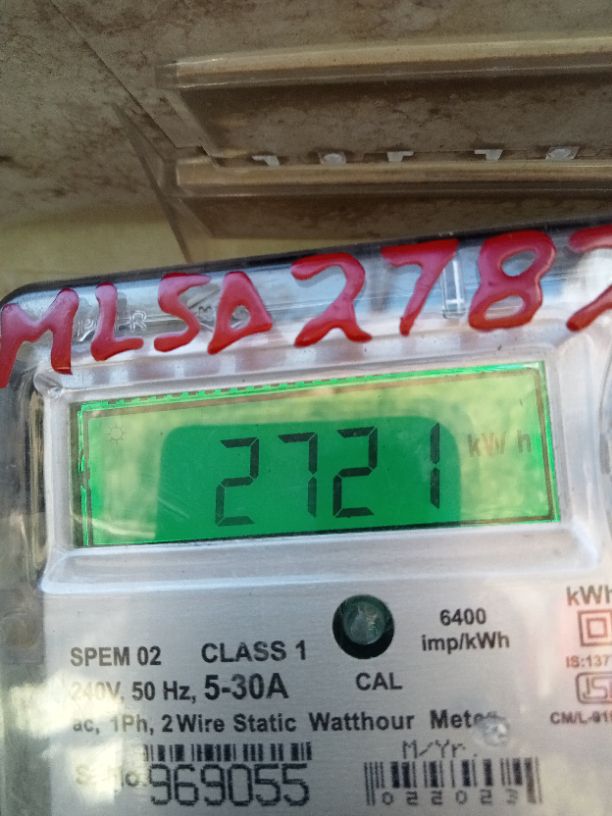 MLSD2787
2721 kW h
6400
imp/kWh
kWh
SPEM 02 CLASS 1
CAL
240V, 50 Hz, 5-30A
ac, 1Ph, 2 Wire Static Watthour Meter
M/Yr.
969055
022023